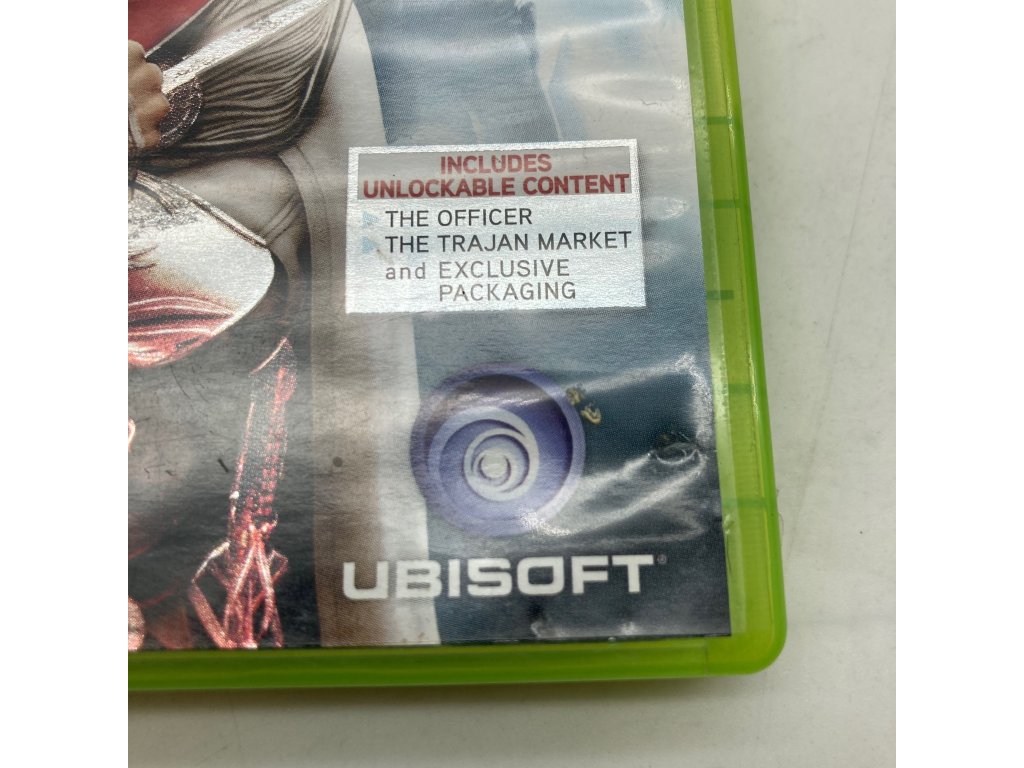 INCLUDES
UNLOCKABLE CONTENT
THE OFFICER
THE TRAJAN MARKET
and EXCLUSIVE
PACKAGING
UBISOFT®